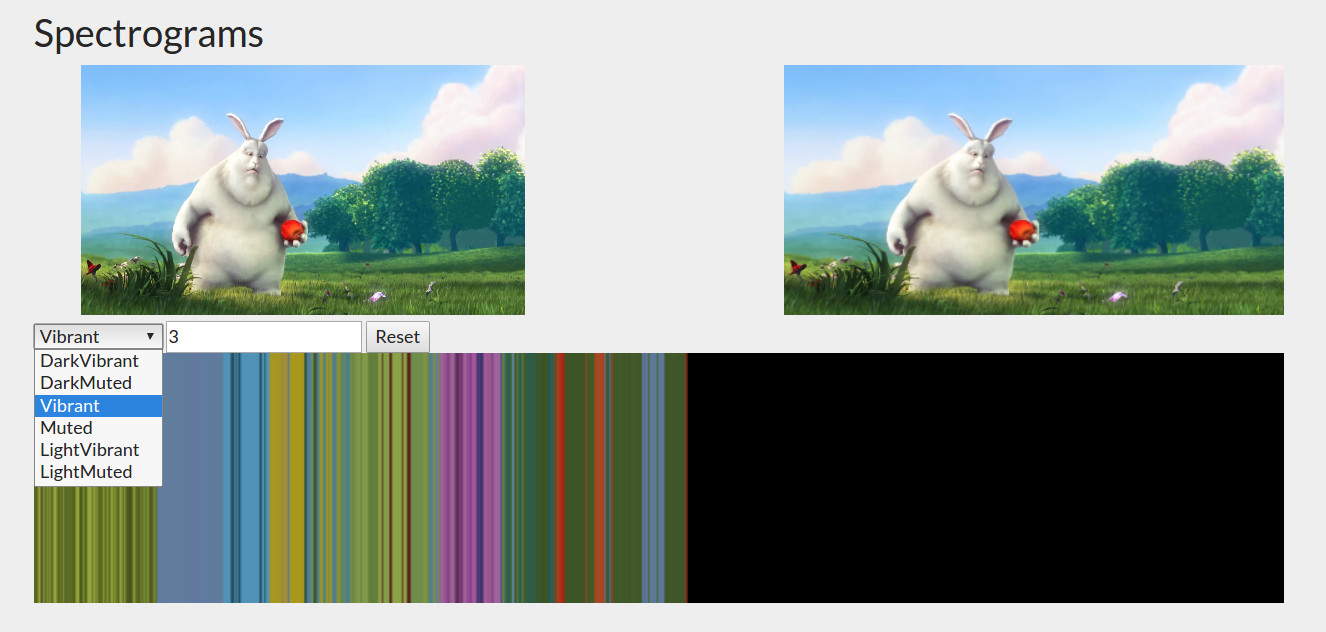 Spectrograms
Vibrant ▼ 3 Reset
DarkVibrant
DarkMuted
Vibrant
Muted
LightVibrant
LightMuted